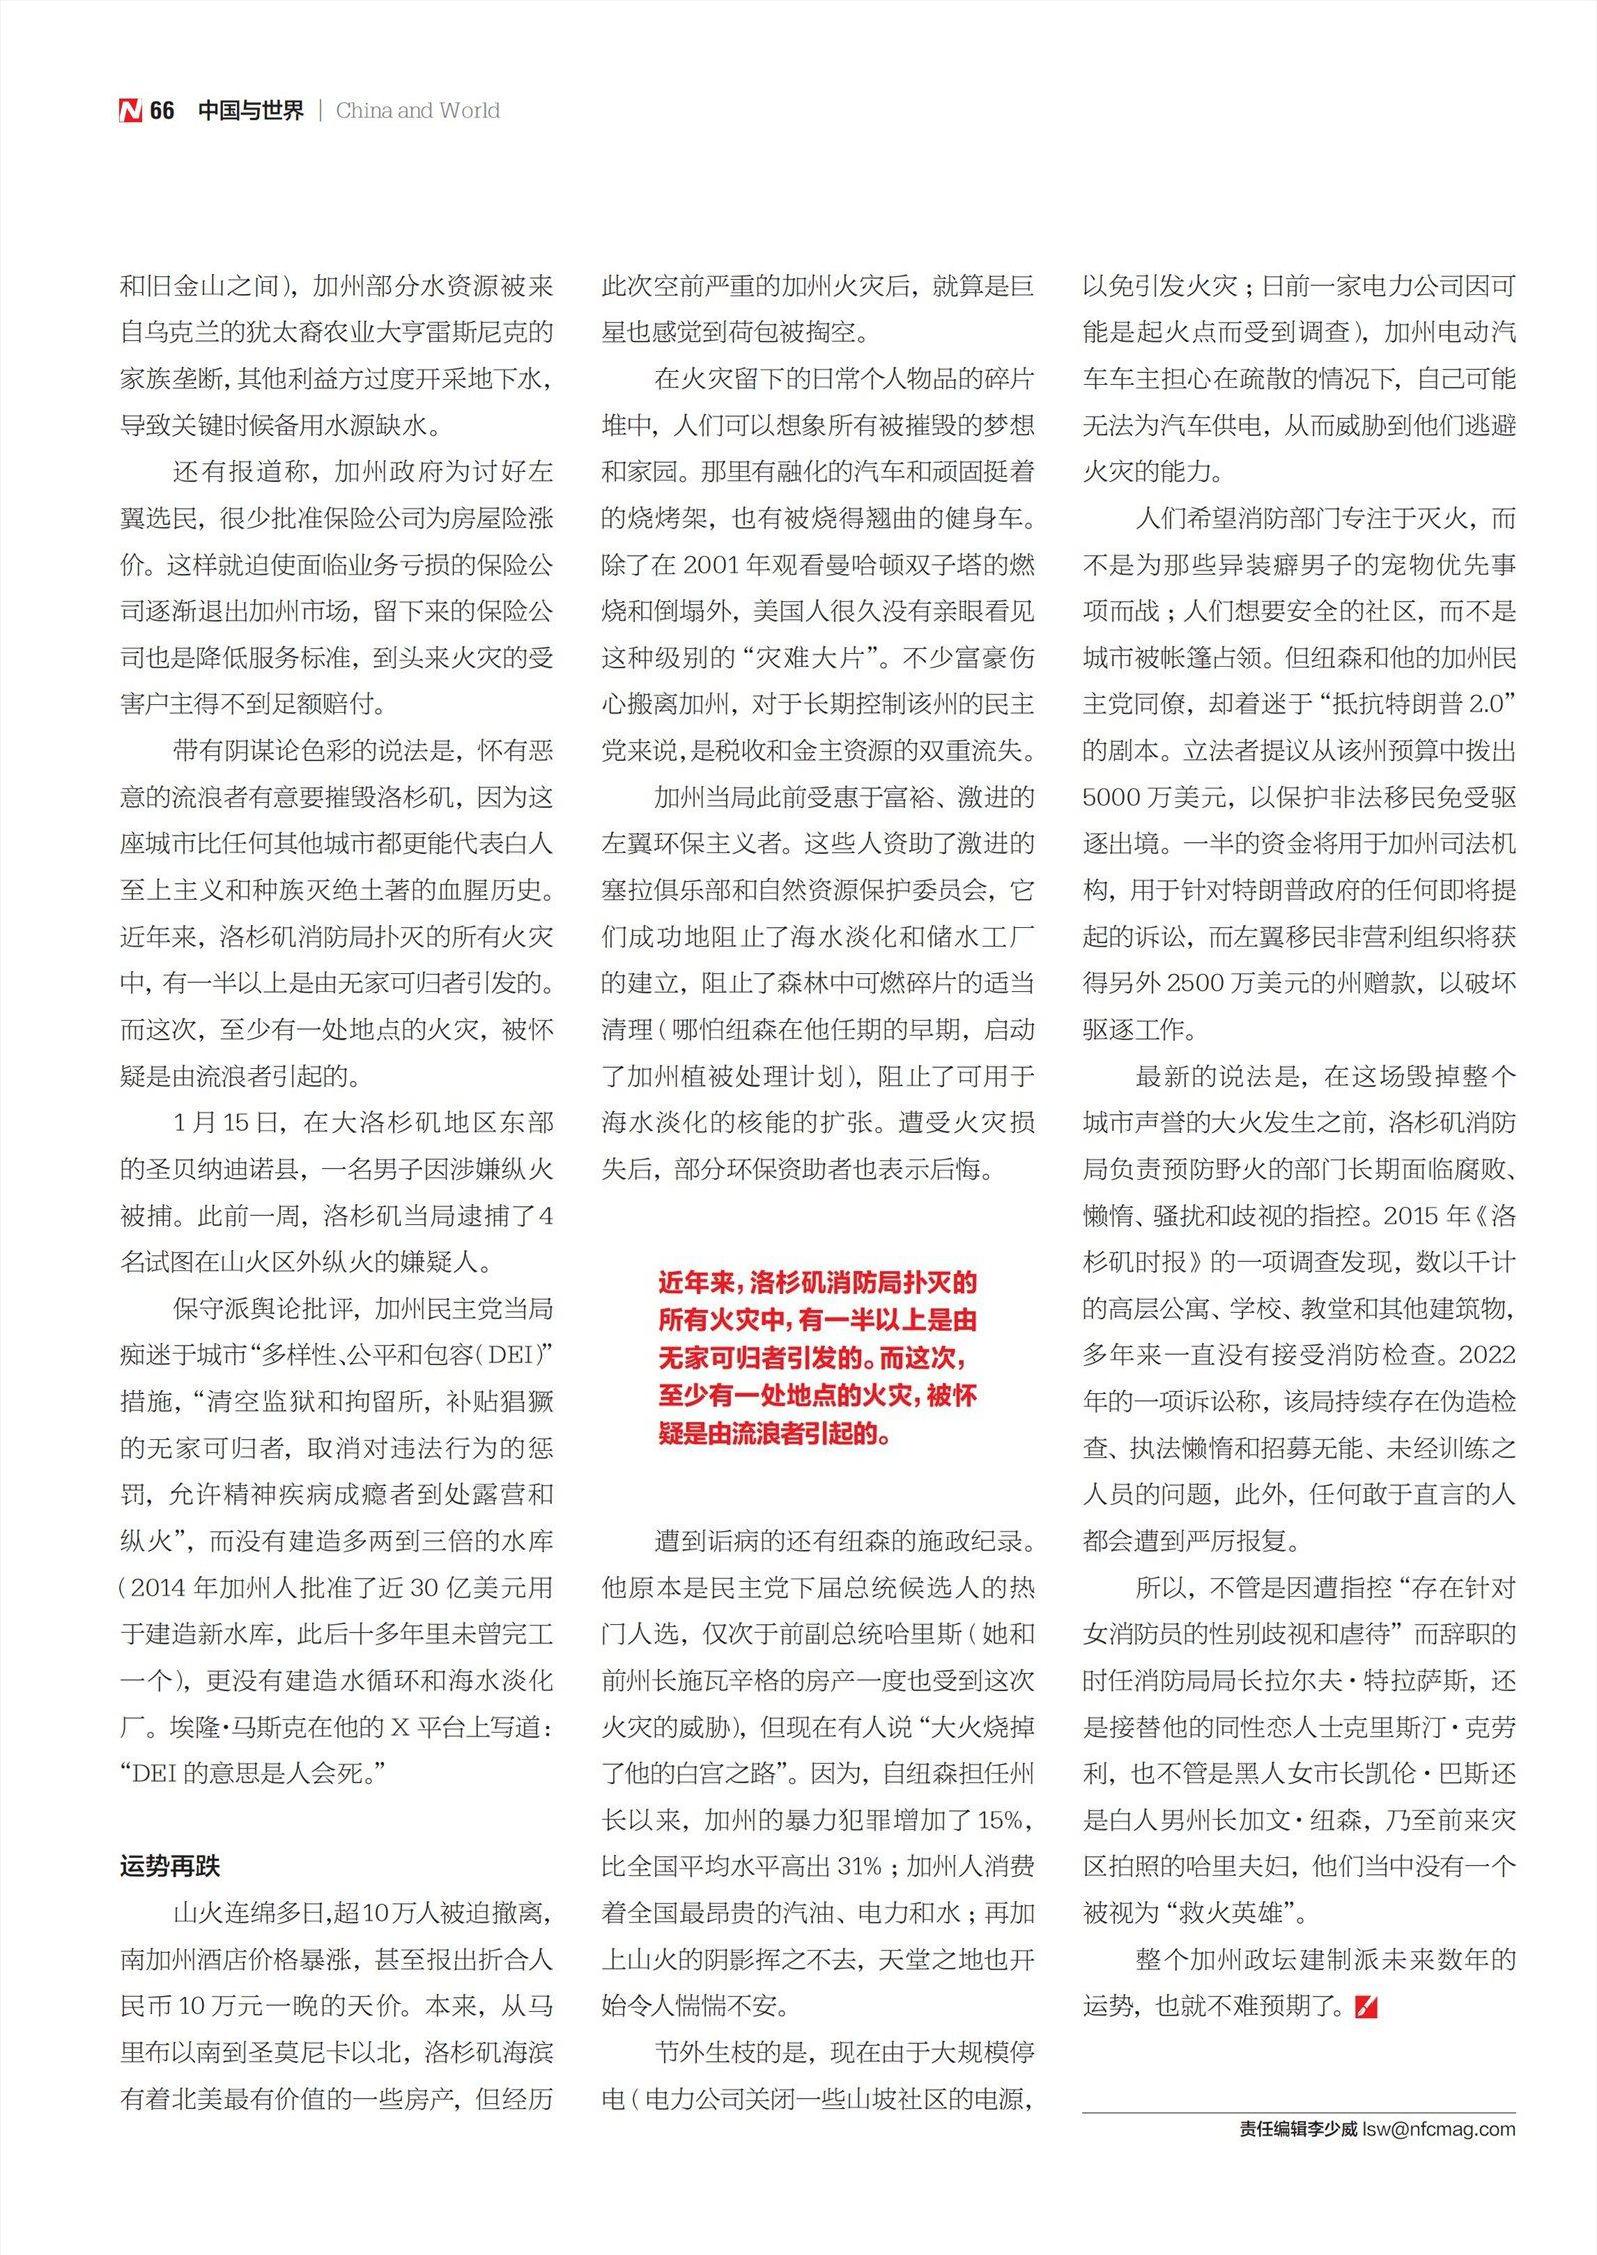 N 66 中国与世界 | China and World
和旧金山之间），加州部分水资源被来
自乌克兰的犹太裔农业大亨雷斯尼克的
家族垄断，其他利益方过度开采地下水，
导致关键时候备用水源缺水。
还有报道称，加州政府为讨好左
翼选民，很少批准保险公司为房屋险涨
价。这样就迫使面临业务亏损的保险公
司逐渐退出加州市场，留下来的保险公
司也是降低服务标准，到头来火灾的受
害户主得不到足额赔付。
带有阴谋论色彩的说法是，怀有恶
意的流浪者有意要摧毁洛杉矶，因为这
座城市比任何其他城市都更能代表白人
至上主义和种族灭绝土著的血腥历史。
近年来，洛杉矶消防局扑灭的所有火灾
中，有一半以上是由无家可归者引发的。
而这次，至少有一处地点的火灾，被怀
疑是由流浪者引起的。
1月15日，在大洛杉矶地区东部
的圣贝纳迪诺县，一名男子因涉嫌纵火
被捕。此前一周，洛杉矶当局逮捕了4
名试图在山火区外纵火的嫌疑人。
保守派舆论批评，加州民主党当局
痴迷于城市“多样性、公平和包容（DEI）”
措施，“清空监狱和拘留所，补贴猖獗
的无家可归者，取消对违法行为的惩
罚，允许精神疾病成瘾者到处露营和
纵火”，而没有建造多两到三倍的水库
（2014年加州人批准了近30亿美元用
于建造新水库，此后十多年里未曾完工
一个），更没有建造水循环和海水淡化
厂。埃隆·马斯克在他的X平台上写道：
“DEI的意思是人会死。”
运势再跌
山火连绵多日，超10万人被迫撤离，
南加州酒店价格暴涨，甚至报出折合人
民币10万元一晚的天价。本来，从马
里布以南到圣莫尼卡以北，洛杉矶海滨
有着北美最有价值的一些房产，但经历
此次空前严重的加州火灾后，就算是巨
星也感觉到荷包被掏空。
在火灾留下的日常个人物品的碎片
堆中，人们可以想象所有被摧毁的梦想
和家园。那里有融化的汽车和顽固挺着
的烧烤架，也有被烧得翘曲的健身车。
除了在2001年观看曼哈顿双子塔的燃
烧和倒塌外，美国人很久没有亲眼看见
这种级别的“灾难大片”。不少富豪伤
心搬离加州，对于长期控制该州的民主
党来说，是税收和金主资源的双重流失。
加州当局此前受惠于富裕、激进的
左翼环保主义者。这些人资助了激进的
塞拉俱乐部和自然资源保护委员会，它
们成功地阻止了海水淡化和储水工厂
的建立，阻止了森林中可燃碎片的适当
清理（哪怕纽森在他任期的早期，启动
了加州植被处理计划），阻止了可用于
海水淡化的核能的扩张。遭受火灾损
失后，部分环保资助者也表示后悔。
近年来，洛杉矶消防局扑灭的
所有火灾中，有一半以上是由
无家可归者引发的。而这次，
至少有一处地点的火灾，被怀
疑是由流浪者引起的。
遭到诟病的还有纽森的施政纪录。
他原本是民主党下届总统候选人的热
门人选，仅次于前副总统哈里斯（她和
前州长施瓦辛格的房产一度也受到这次
火灾的威胁），但现在有人说“大火烧掉
了他的白宫之路”。因为，自纽森担任州
长以来，加州的暴力犯罪增加了15%，
比全国平均水平高出31%；加州人消费
着全国最昂贵的汽油、电力和水；再加
上山火的阴影挥之不去，天堂之地也开
始令人惴惴不安。
节外生枝的是，现在由于大规模停
电（电力公司关闭一些山坡社区的电源，
以免引发火灾；日前一家电力公司因可
能是起火点而受到调查），加州电动汽
车车主担心在疏散的情况下，自己可能
无法为汽车供电，从而威胁到他们逃避
火灾的能力。
人们希望消防部门专注于灭火，而
不是为那些异装癖男子的宠物优先事
项而战；人们想要安全的社区，而不是
城市被帐篷占领。但纽森和他的加州民
主党同僚，却着迷于“抵抗特朗普2.0”
的剧本。立法者提议从该州预算中拨出
5000万美元，以保护非法移民免受驱
逐出境。一半的资金将用于加州司法机
构，用于针对特朗普政府的任何即将提
起的诉讼，而左翼移民非营利组织将获
得另外2500万美元的州赠款，以破坏
驱逐工作。
最新的说法是，在这场毁掉整个
城市声誉的大火发生之前，洛杉矶消防
局负责预防野火的部门长期面临腐败、
懒惰、骚扰和歧视的指控。2015年《洛
杉矶时报》的一项调查发现，数以千计
的高层公寓、学校、教堂和其他建筑物，
多年来一直没有接受消防检查。2022
年的一项诉讼称，该局持续存在伪造检
查、执法懒惰和招募无能、未经训练之
人员的问题，此外，任何敢于直言的人
都会遭到严厉报复。
所以，不管是因遭指控“存在针对
女消防员的性别歧视和虐待”而辞职的
时任消防局局长拉尔夫·特拉萨斯，还
是接替他的同性恋人士克里斯汀·克劳
利，也不管是黑人女市长凯伦·巴斯还
是白人男州长加文·纽森，乃至前来灾
区拍照的哈里夫妇，他们当中没有一个
被视为“救火英雄”。
整个加州政坛建制派未来数年的
运势，也就不难预期了。
责任编辑李少威 lsw@nfcmag.com